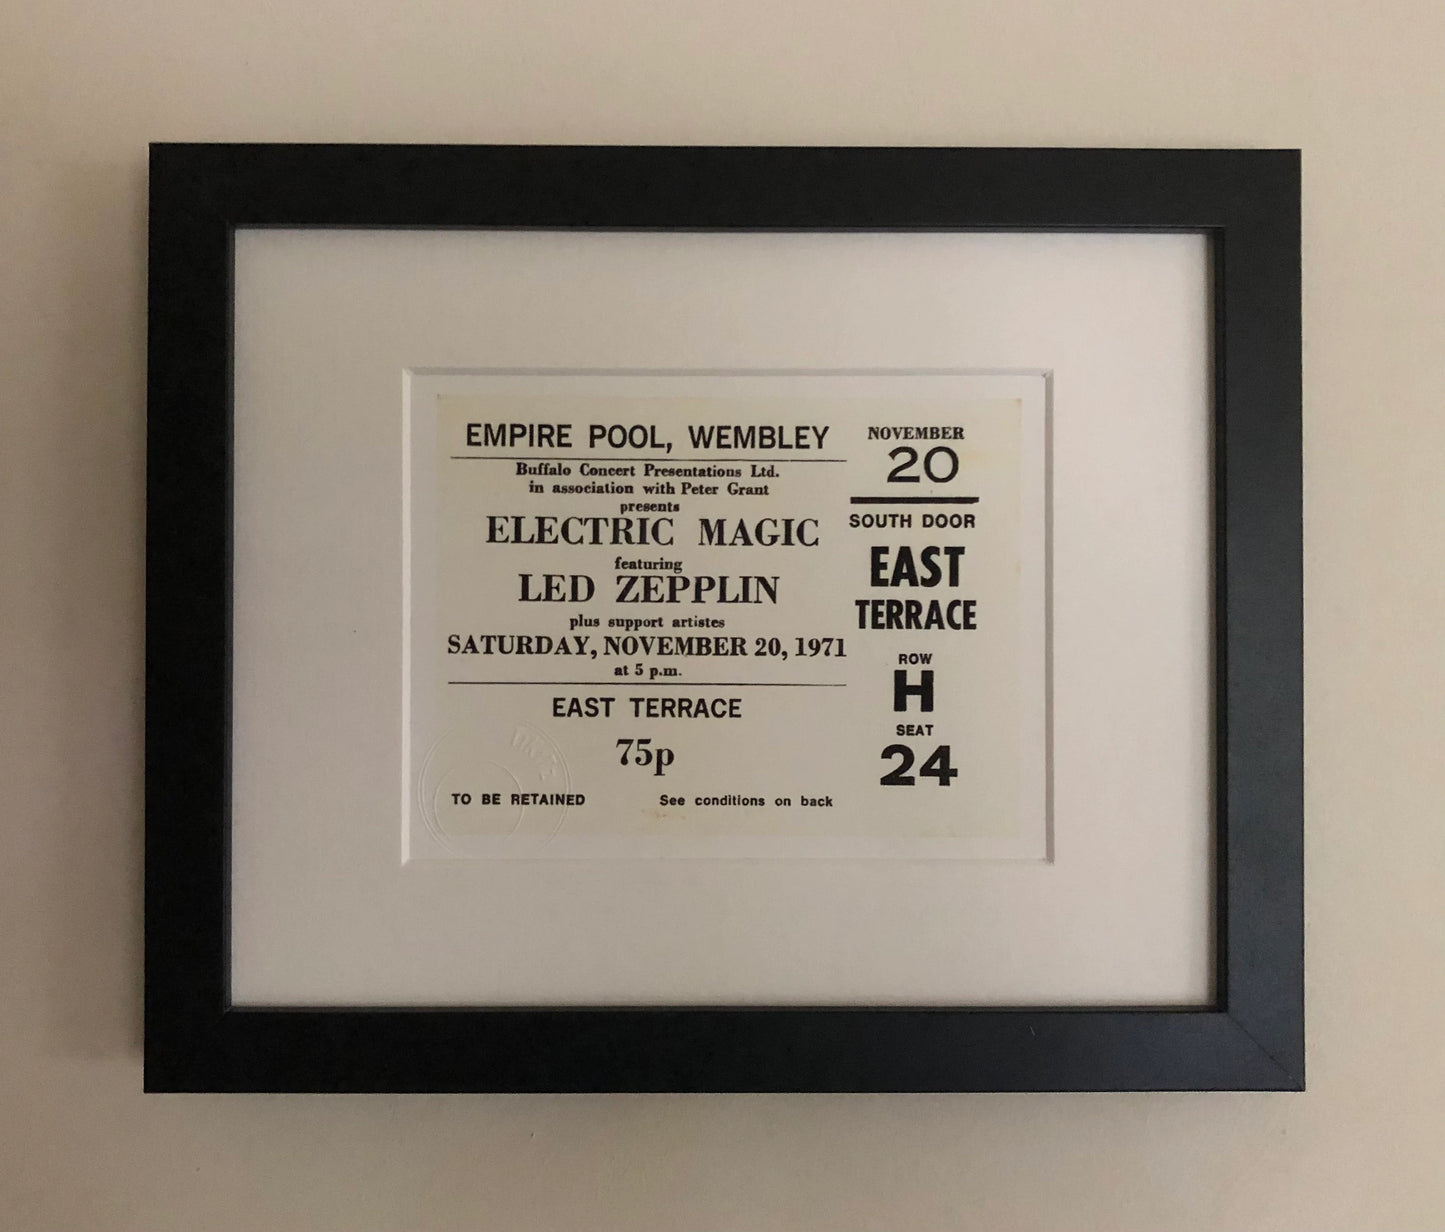 EMPIRE POOL, WEMBLEY
Buffalo Concert Presentations Ltd.
in association with Peter Grant
presents
ELECTRIC MAGIC
featuring
LED ZEPPLIN
plus support artistes
SATURDAY, NOVEMBER 20, 1971
at 5 p.m.
EAST TERRACE
75p
TO BE RETAINED See conditions on back
NOVEMBER
20
SOUTH DOOR
EAST
TERRACE
ROW
H
SEAT
24